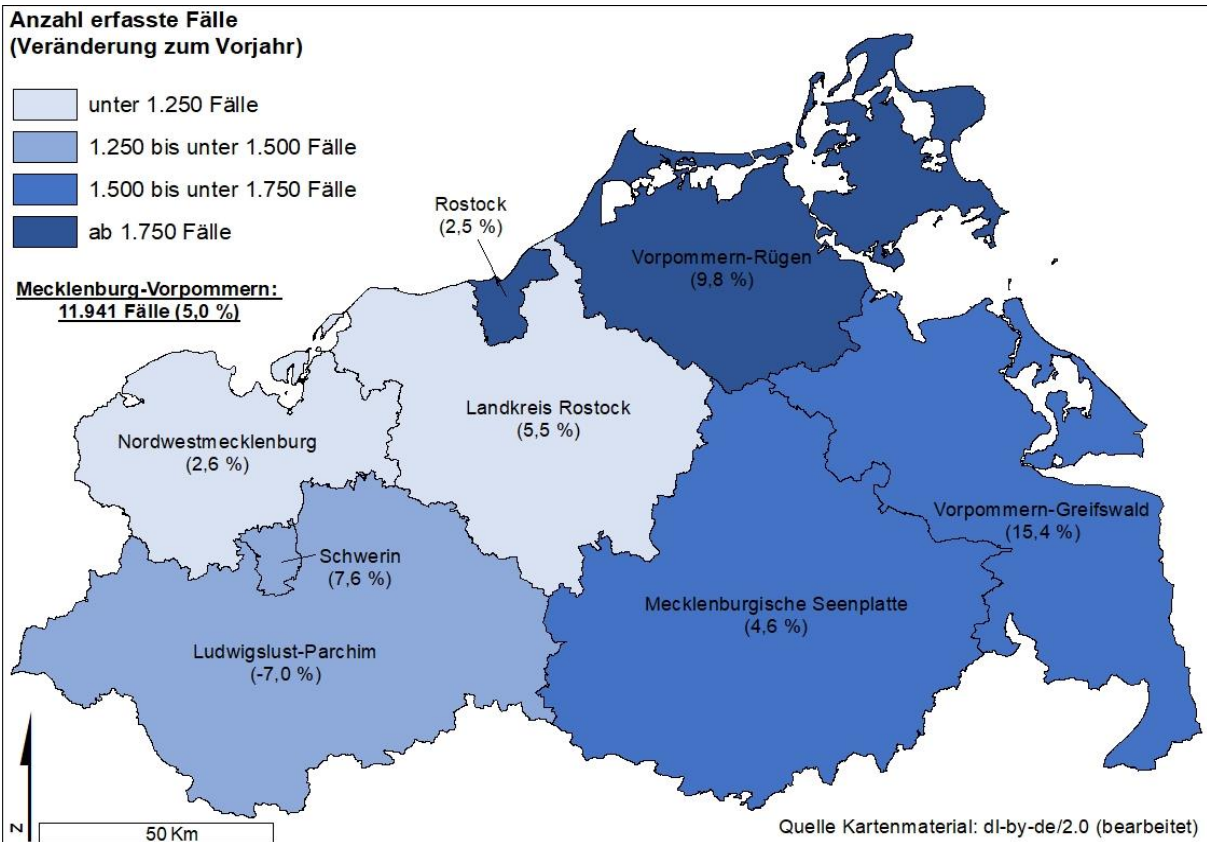 Anzahl erfasste Fälle
(Veränderung zum Vorjahr)
unter 1.250 Fälle
1.250 bis unter 1.500 Fälle
1.500 bis unter 1.750 Fälle
ab 1.750 Fälle
Mecklenburg-Vorpommern:
11.941 Fälle (5,0 %)
Rostock
(2,5 %)
Vorpommern-Rügen
(9,8 %)
Landkreis Rostock
(5,5 %)
Nordwestmecklenburg
(2,6 %)
Vorpommern-Greifswald
(15,4 %)
Schwerin
(7,6 %)
Mecklenburgische Seenplatte
(4,6 %)
Ludwigslust-Parchim
(-7,0 %)
N
50 Km
Quelle Kartenmaterial: dl-by-de/2.0 (bearbeitet)